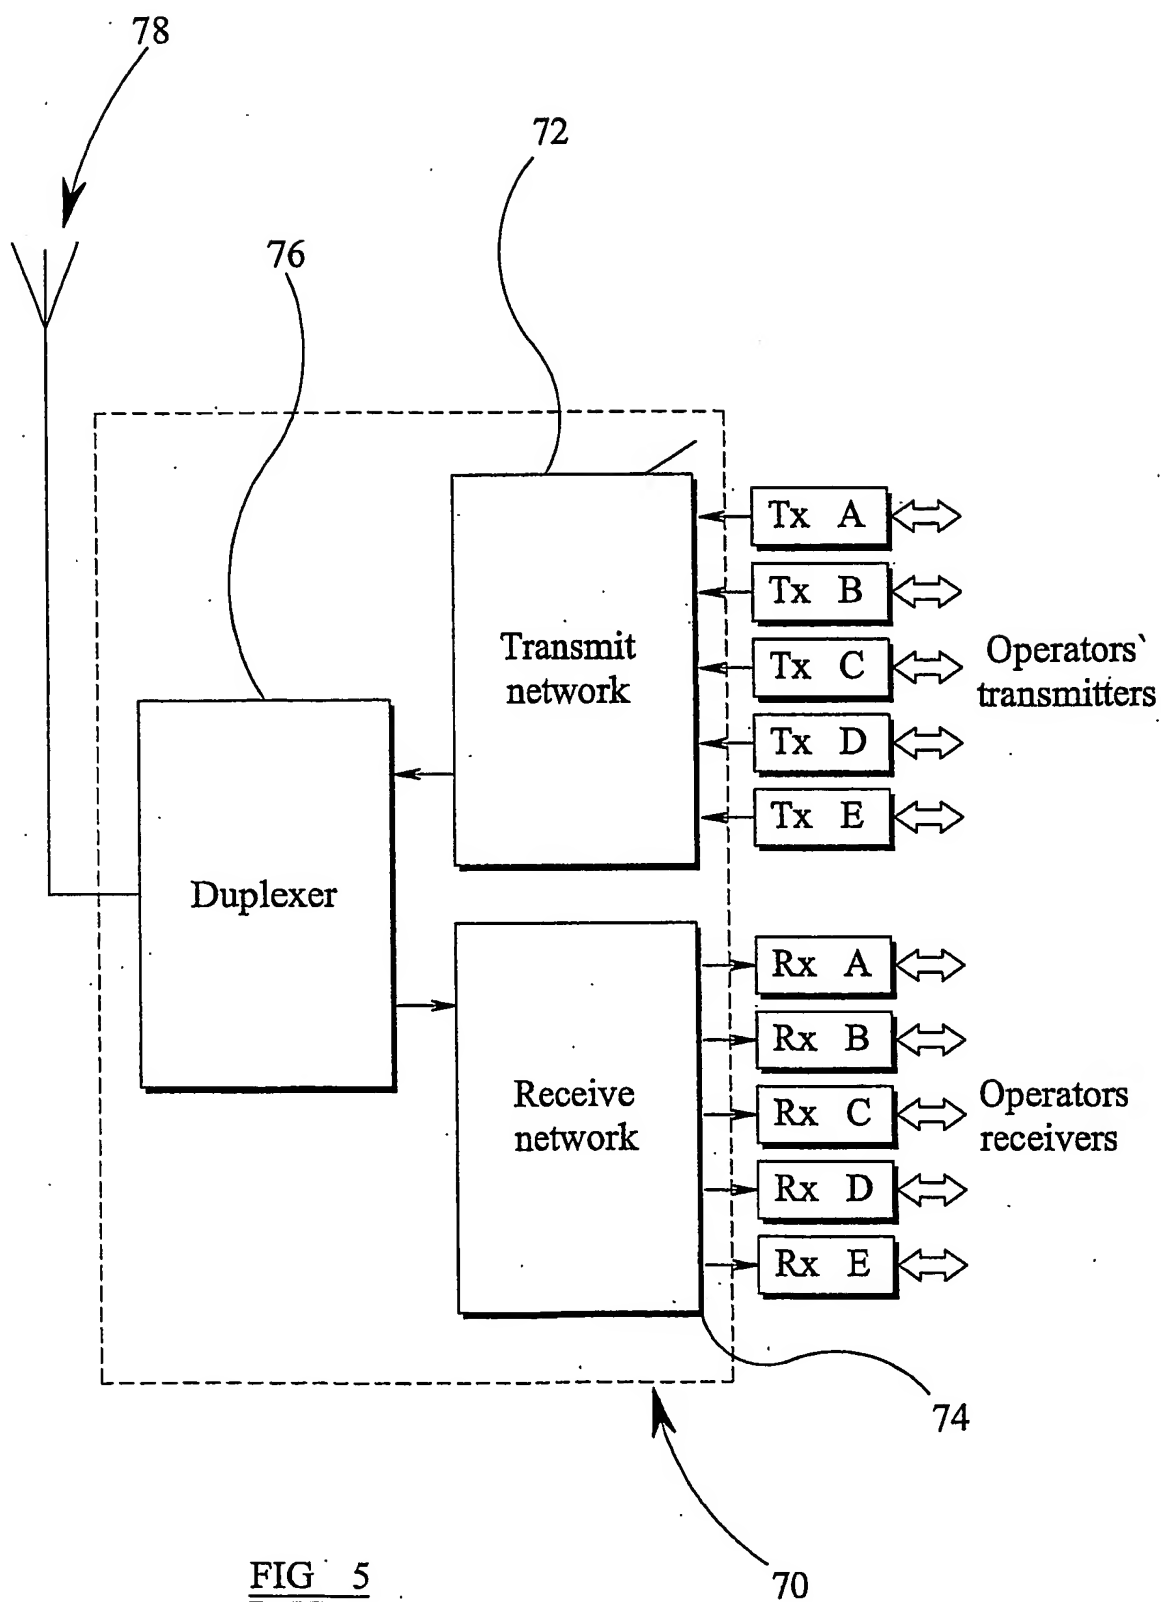 78
72
76
Tx A
Tx B
Transmit
network
Tx C
Operators`
transmitters
Tx D
Tx E
Duplexer
Rx A
Rx B
Receive
network
Rx C
Operators
receivers
Rx D
Rx E
74
70
FIG 5